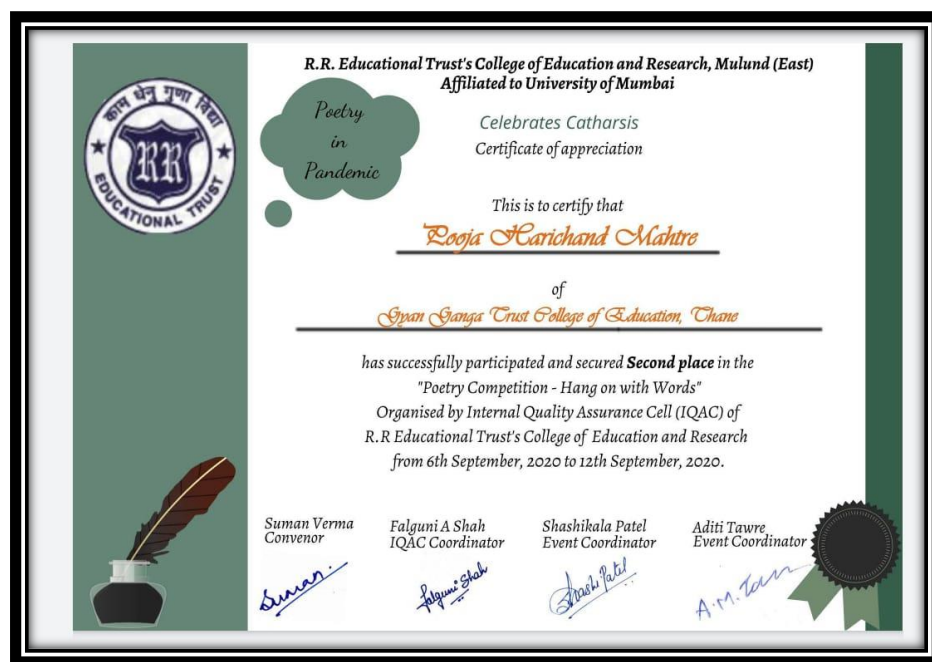 R.R. Educational Trust's College of Education and Research, Mulund (East)
Affiliated to University of Mumbai
काम धेनु गुणा विद्या
RR
EDUCATIONAL TRUST
Poetry
in
Pandemic
Celebrates Catharsis
Certificate of appreciation
This is to certify that
Pooja Harichand Mahtre
of
Gyan Ganga Trust College of Education, Thane
has successfully participated and secured Second place in the
"Poetry Competition - Hang on with Words"
Organised by Internal Quality Assurance Cell (IQAC) of
R.R Educational Trust's College of Education and Research
from 6th September, 2020 to 12th September, 2020.
Suman Verma
Convenor
Falguni A Shah
IQAC Coordinator
Shashikala Patel
Event Coordinator
Aditi Tawre
Event Coordinator
Suman.
Falguni Shah
Shashi Patel
A.M. Taw